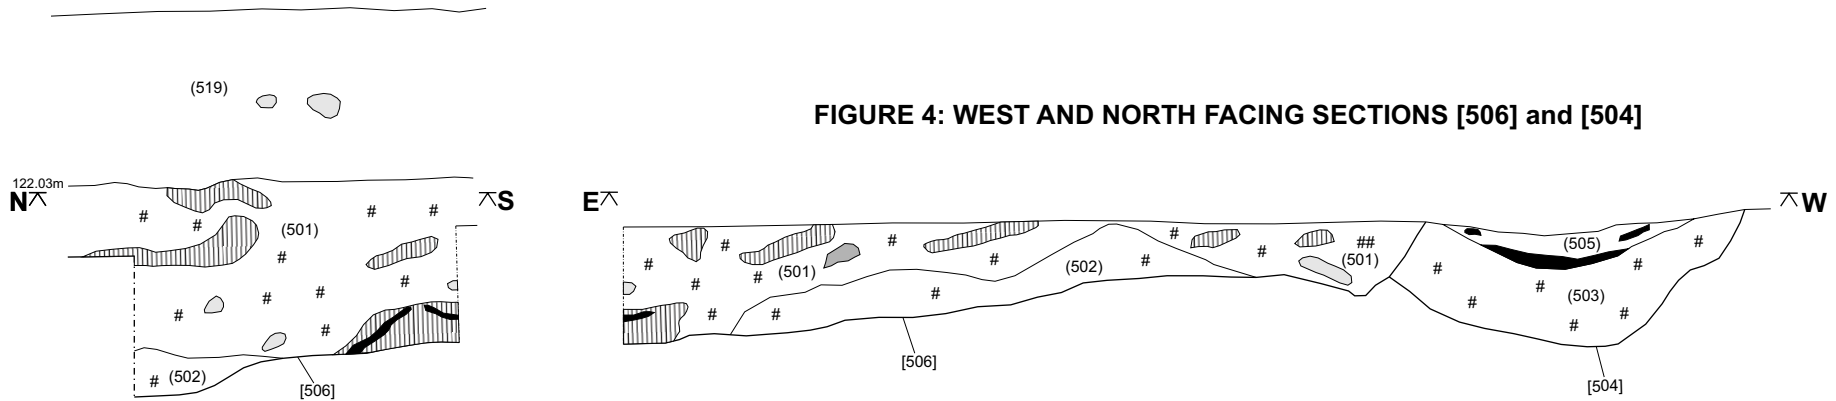 (519)
FIGURE 4: WEST AND NORTH FACING SECTIONS [506] and [504]
122.03m
N S E W
# # # # (501) # # # # # # #
# (502)
[506]
# # # # # # # (501) # # (502) # # # # ## (501)
[506]
(505)
# # # # (503) # # #
[504]